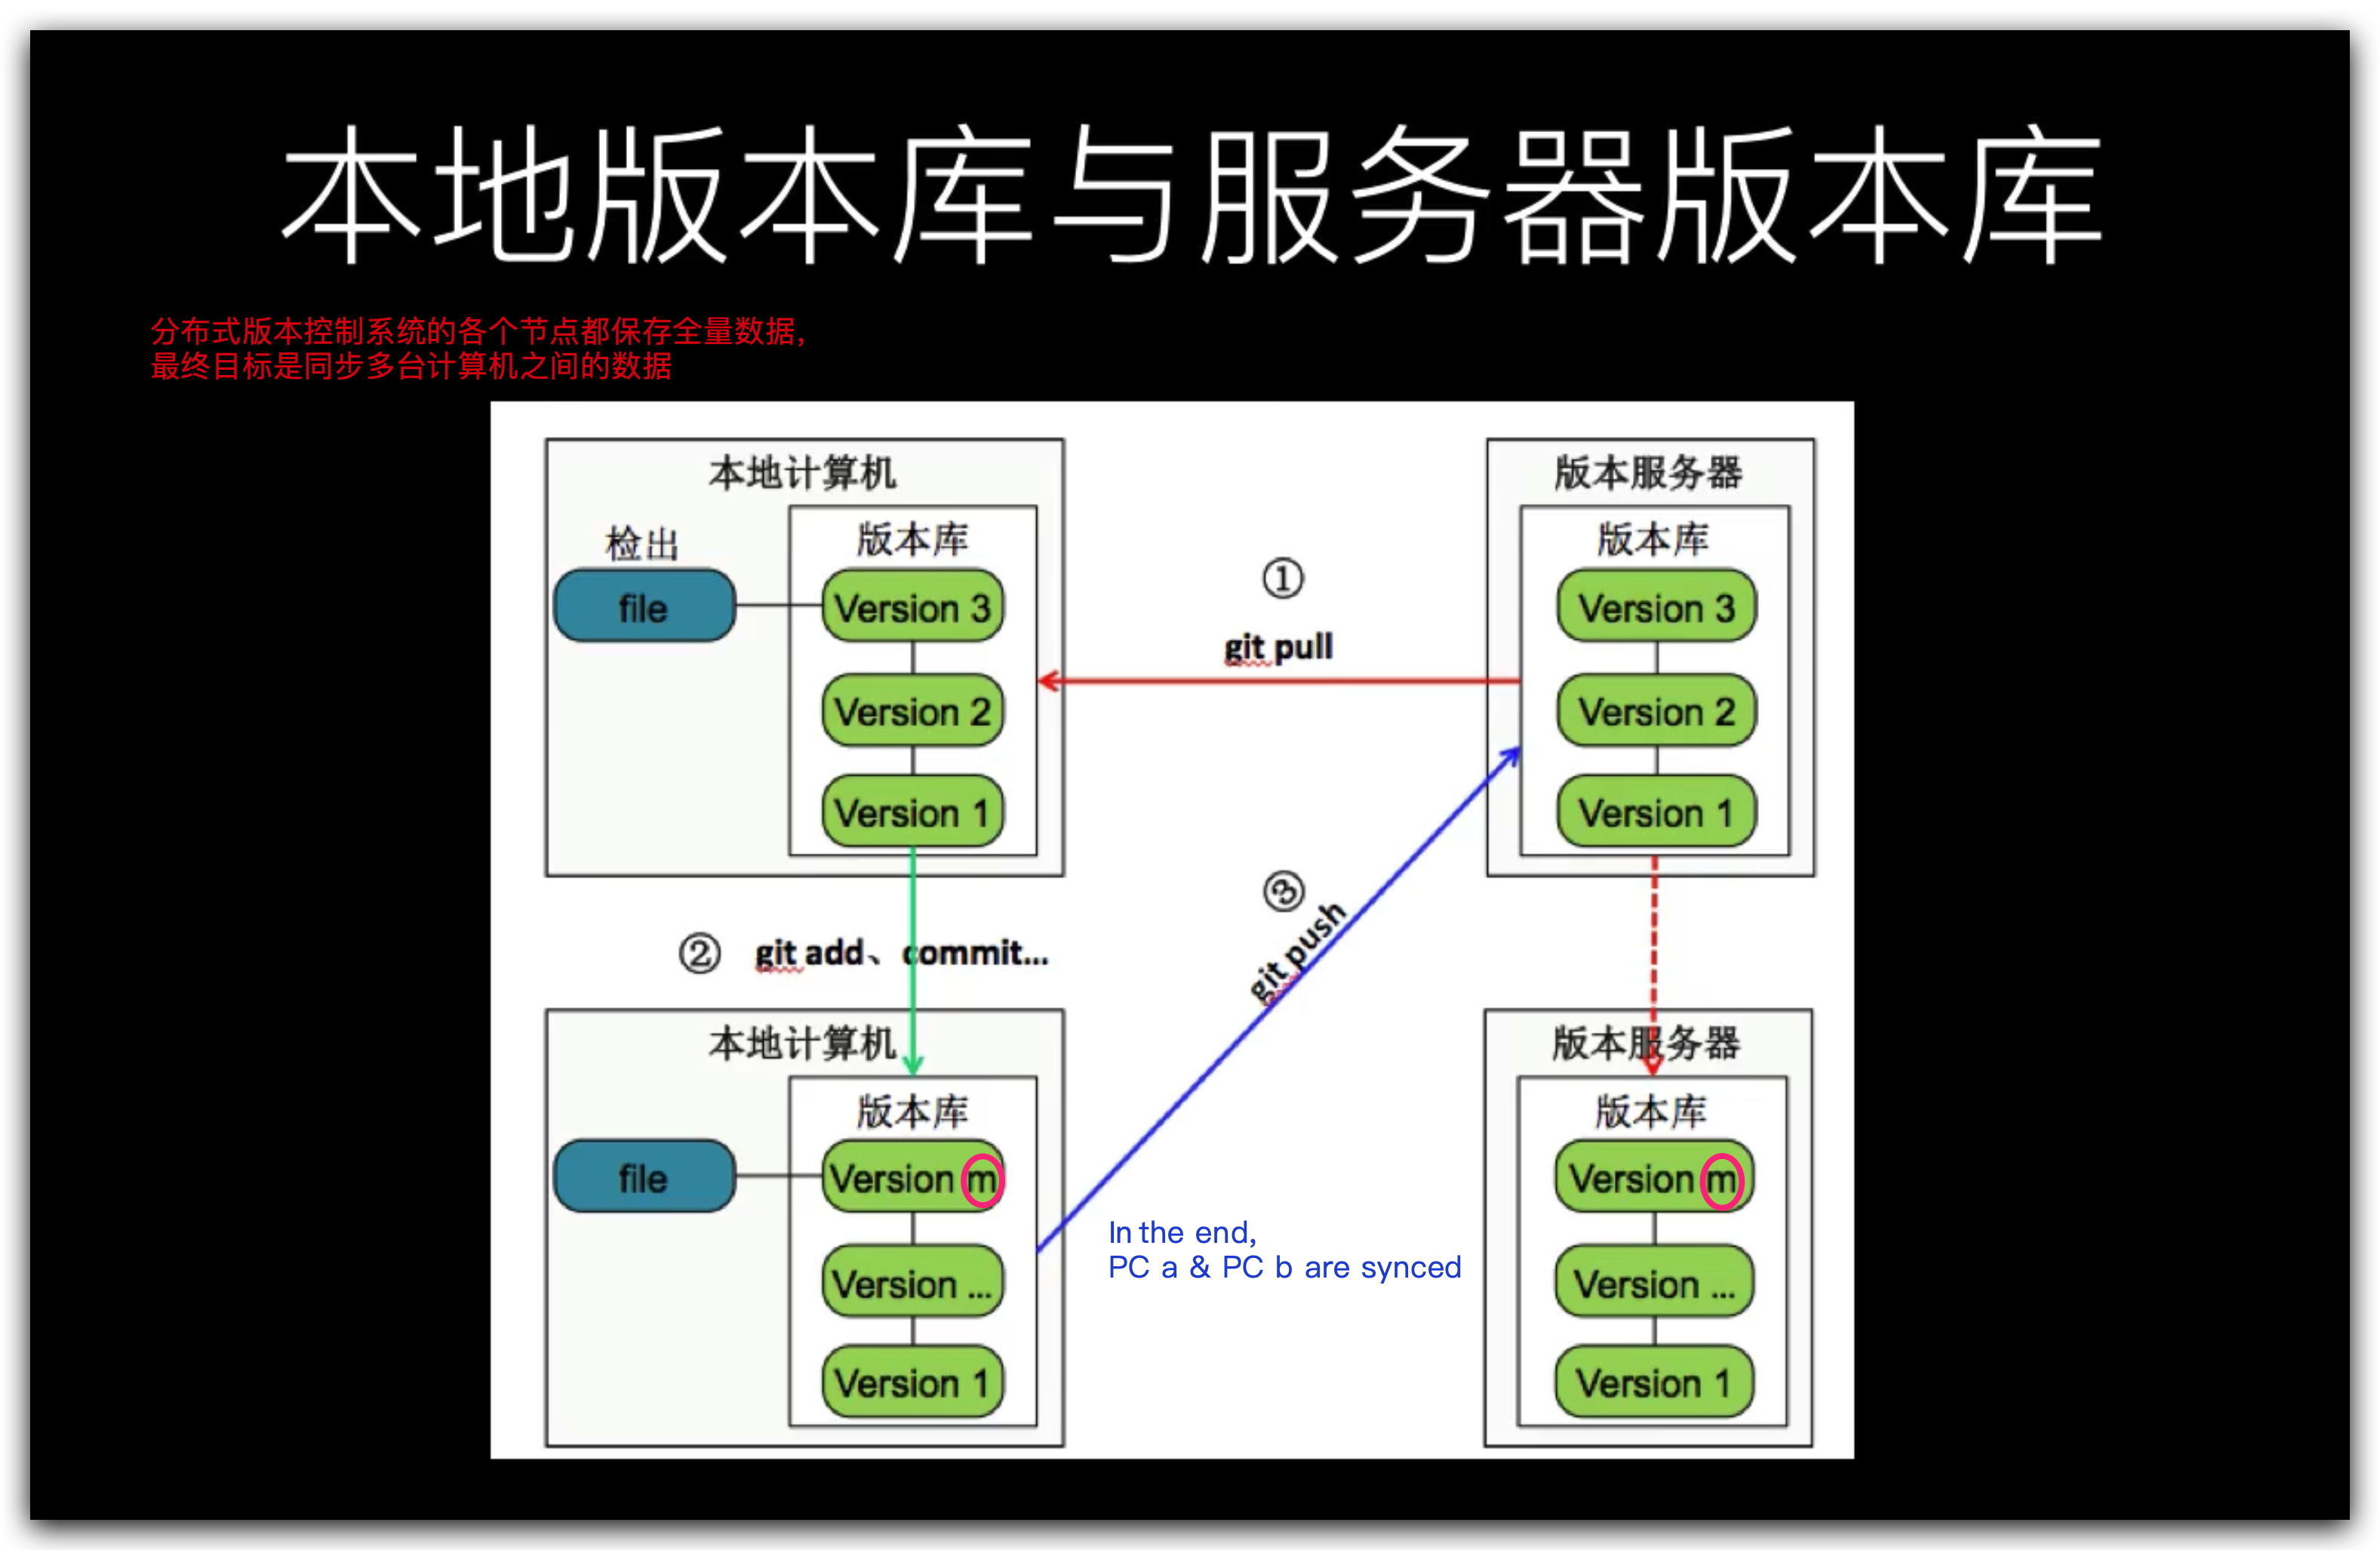 本地版本库与服务器版本库
分布式版本控制系统的各个节点都保存全量数据，
最终目标是同步多台计算机之间的数据
本地计算机
检出
file
版本库
Version 3
Version 2
Version 1
①
git pull
版本服务器
版本库
Version 3
Version 2
Version 1
② git add、commit...
③
git push
本地计算机
file
版本库
Version m
Version ...
Version 1
In the end,
PC a & PC b are synced
版本服务器
版本库
Version m
Version ...
Version 1